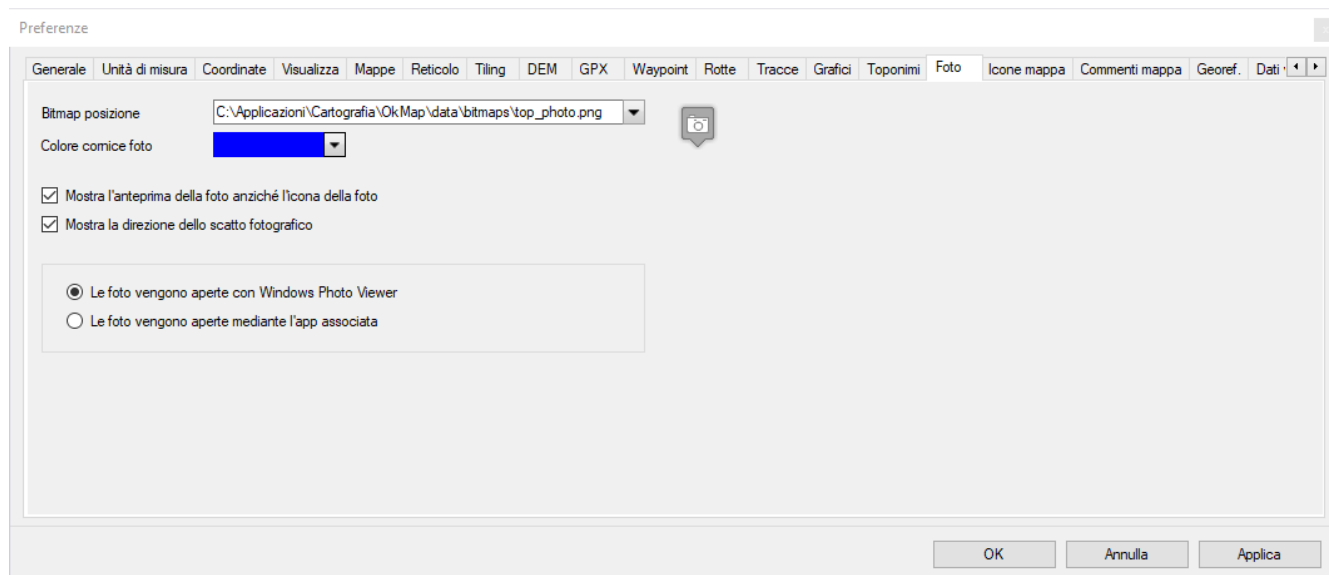 Preferenze
Generale Unità di misura Coordinate Visualizza Mappe Reticolo Tiling DEM GPX Waypoint Rotte Tracce Grafici Toponimi Foto Icone mappa Commenti mappa Georef. Dati
Bitmap posizione C:\Applicazioni\Cartografia\OkMap\data\bitmaps\top_photo.png
Colore cornice foto
Mostra l'anteprima della foto anziché l'icona della foto
Mostra la direzione dello scatto fotografico
Le foto vengono aperte con Windows Photo Viewer
Le foto vengono aperte mediante l'app associata
OK Annulla Applica